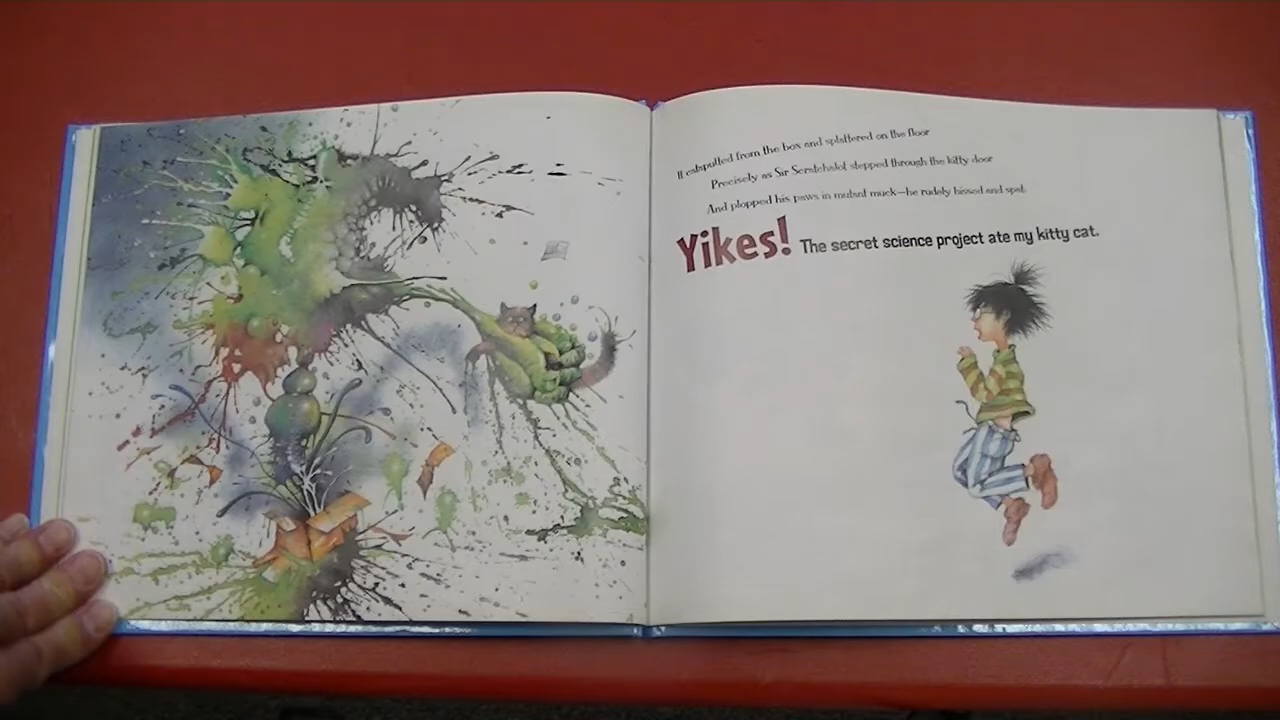 It catapulted from the box and splattered on the floor
Precisely as Sir Scratchalot stepped through the kitty door
And plopped his paws in mutant muck—he rudely hissed and spat.
Yikes! The secret science project ate my kitty cat.